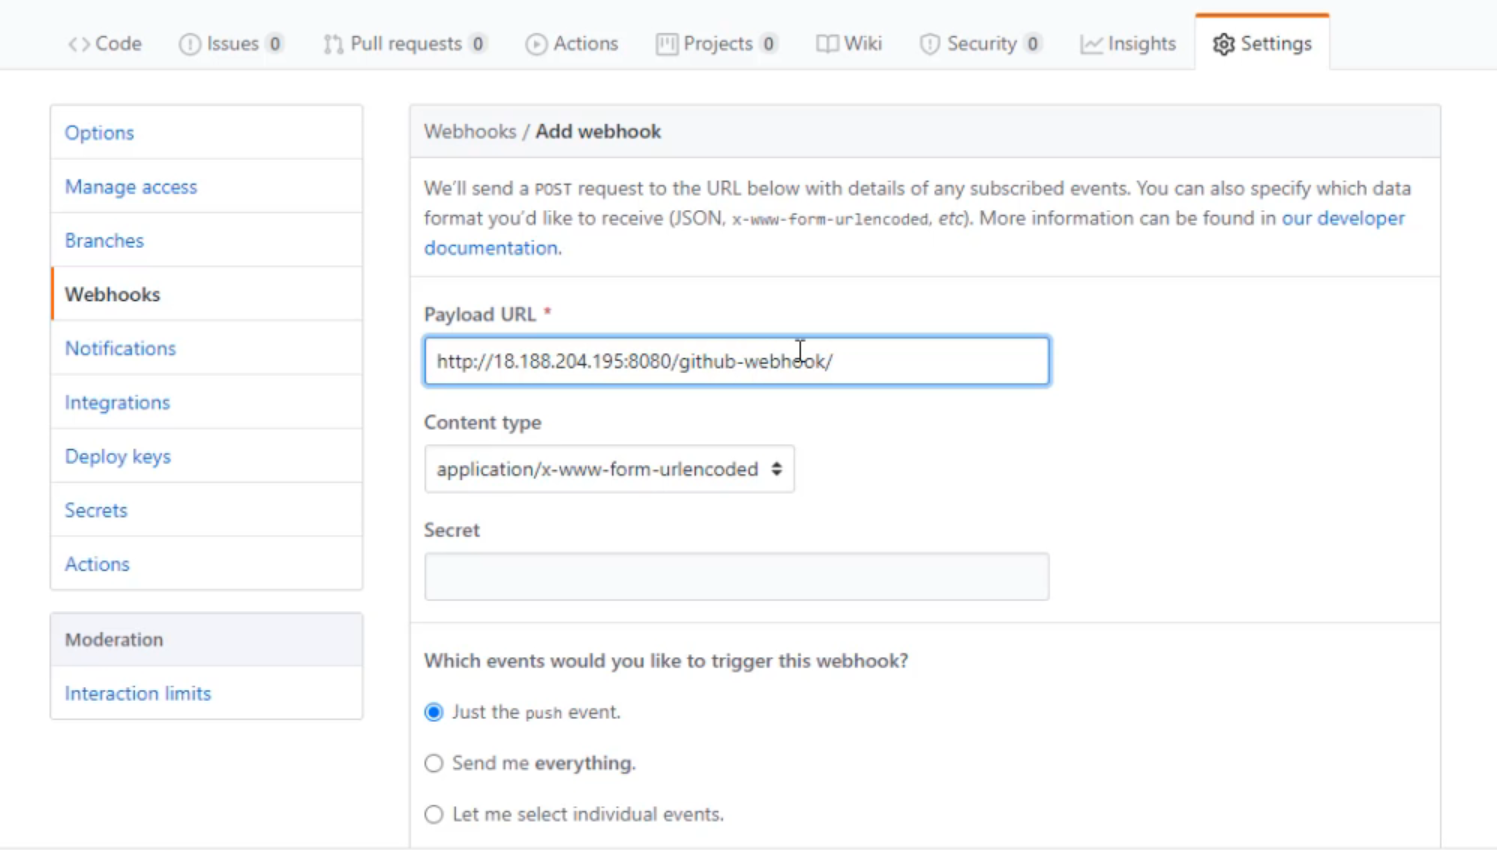 Code Issues 0 Pull requests 0 Actions Projects 0 Wiki Security 0 Insights Settings
Options
Manage access
Branches
Webhooks
Notifications
Integrations
Deploy keys
Secrets
Actions
Moderation
Interaction limits
Webhooks / Add webhook
We'll send a POST request to the URL below with details of any subscribed events. You can also specify which data
format you'd like to receive (JSON, x-www-form-urlencoded, etc). More information can be found in our developer
documentation.
Payload URL *
http://18.188.204.195:8080/github-webhook/
Content type
application/x-www-form-urlencoded
Secret
Which events would you like to trigger this webhook?
Just the push event.
Send me everything.
Let me select individual events.